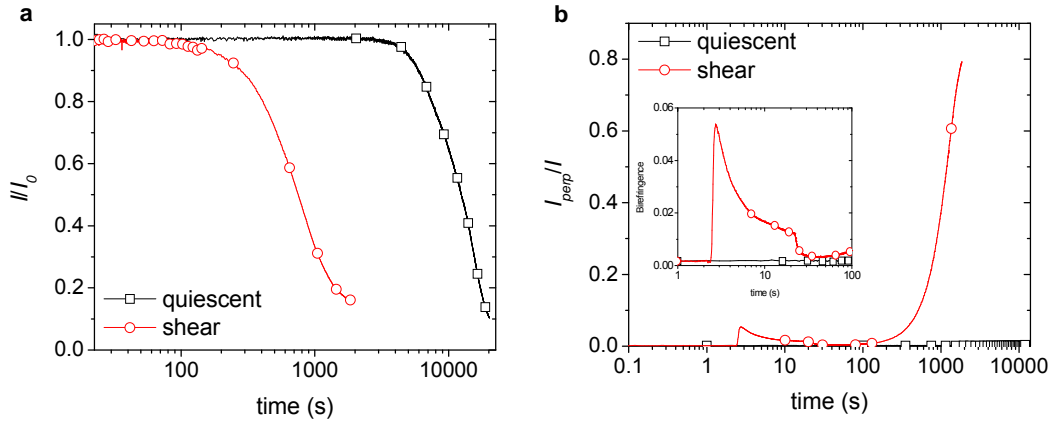 a
1.0
0.8
0.6
0.4
0.2
0.0
I/I0
quiescent
shear
100 1000 10000
time (s)
b
0.8
0.6
0.4
0.2
0.0
Iperp/I
quiescent
shear
0.06
0.04
0.02
0.00
Birefringence
1 10 100
time (s)
0.1 1 10 100 1000 10000
time (s)